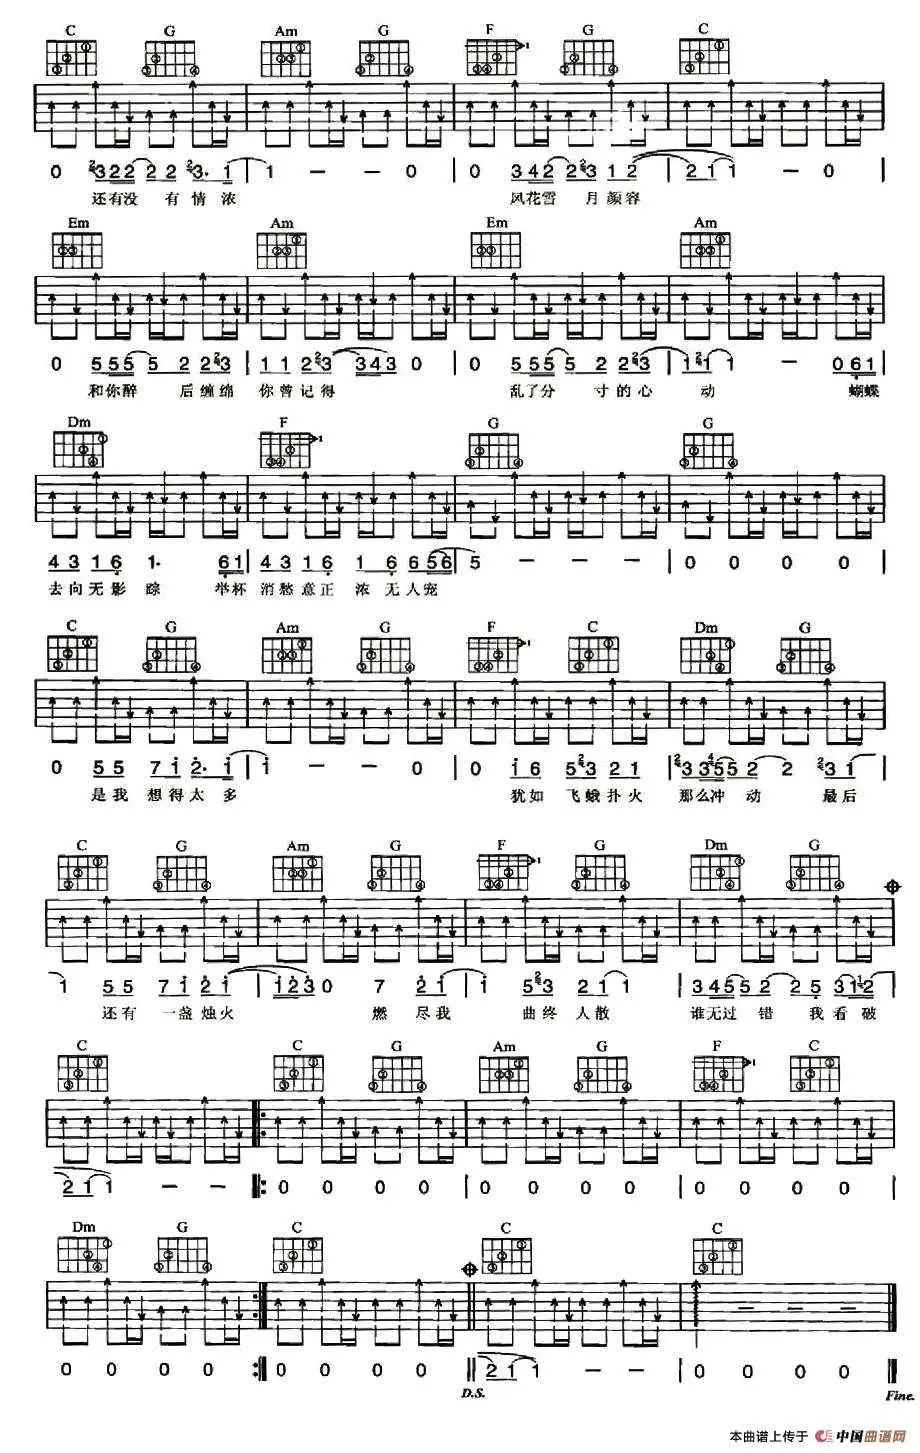 C G Am G F G C
0 3 2 2 2 2 3· 1 | 1 — — 0 | 0 3 4 2 2 3 1 2 | 2 1 1 — 0
还有没 有 情 浓 风花雪 月 颜容
Em Am Em Am
0 5 5 5 5 2 2 3 | 1 1 2 3 3 4 3 0 | 0 5 5 5 5 2 2 3 | 1 1 1 — 0 6 1
和你醉 后缠绵 你曾记得 乱了分 寸的心 动 蝴蝶
Dm F G G
4 3 1 6 1· 6 1 | 4 3 1 6 1 6 6 5 6 | 5 — — — | 0 0 0 0
去向无影 踪 举杯 消愁意正 浓 无人宠
C G Am G F C Dm G
0 5 5 7 1 2· 1 | 1 — — 0 | 0 1 6 5 3 2 1 | 3 3 5 5 2 2 3 1
是我 想得太多 犹如 飞蛾扑火 那么冲 动 最后
C G Am G F G Dm G
1 5 5 7 1 2 1 | 1 2 3 0 7 2 1 | 1 5 3 2 1 1 | 3 4 5 5 2 2 5 3 1 2
还有 一盏烛火 燃 尽我 曲终 人散 谁无过 错 我看破
C C G Am G F C
2 1 1 — — 0 0 0 0 | 0 0 0 0 | 0 0 0 0
Dm G C C C
0 0 0 0 0 0 0 0 2 1 1 — — | 0 0 0 0
D.S. Fine.
本曲谱上传于 中国曲谱网